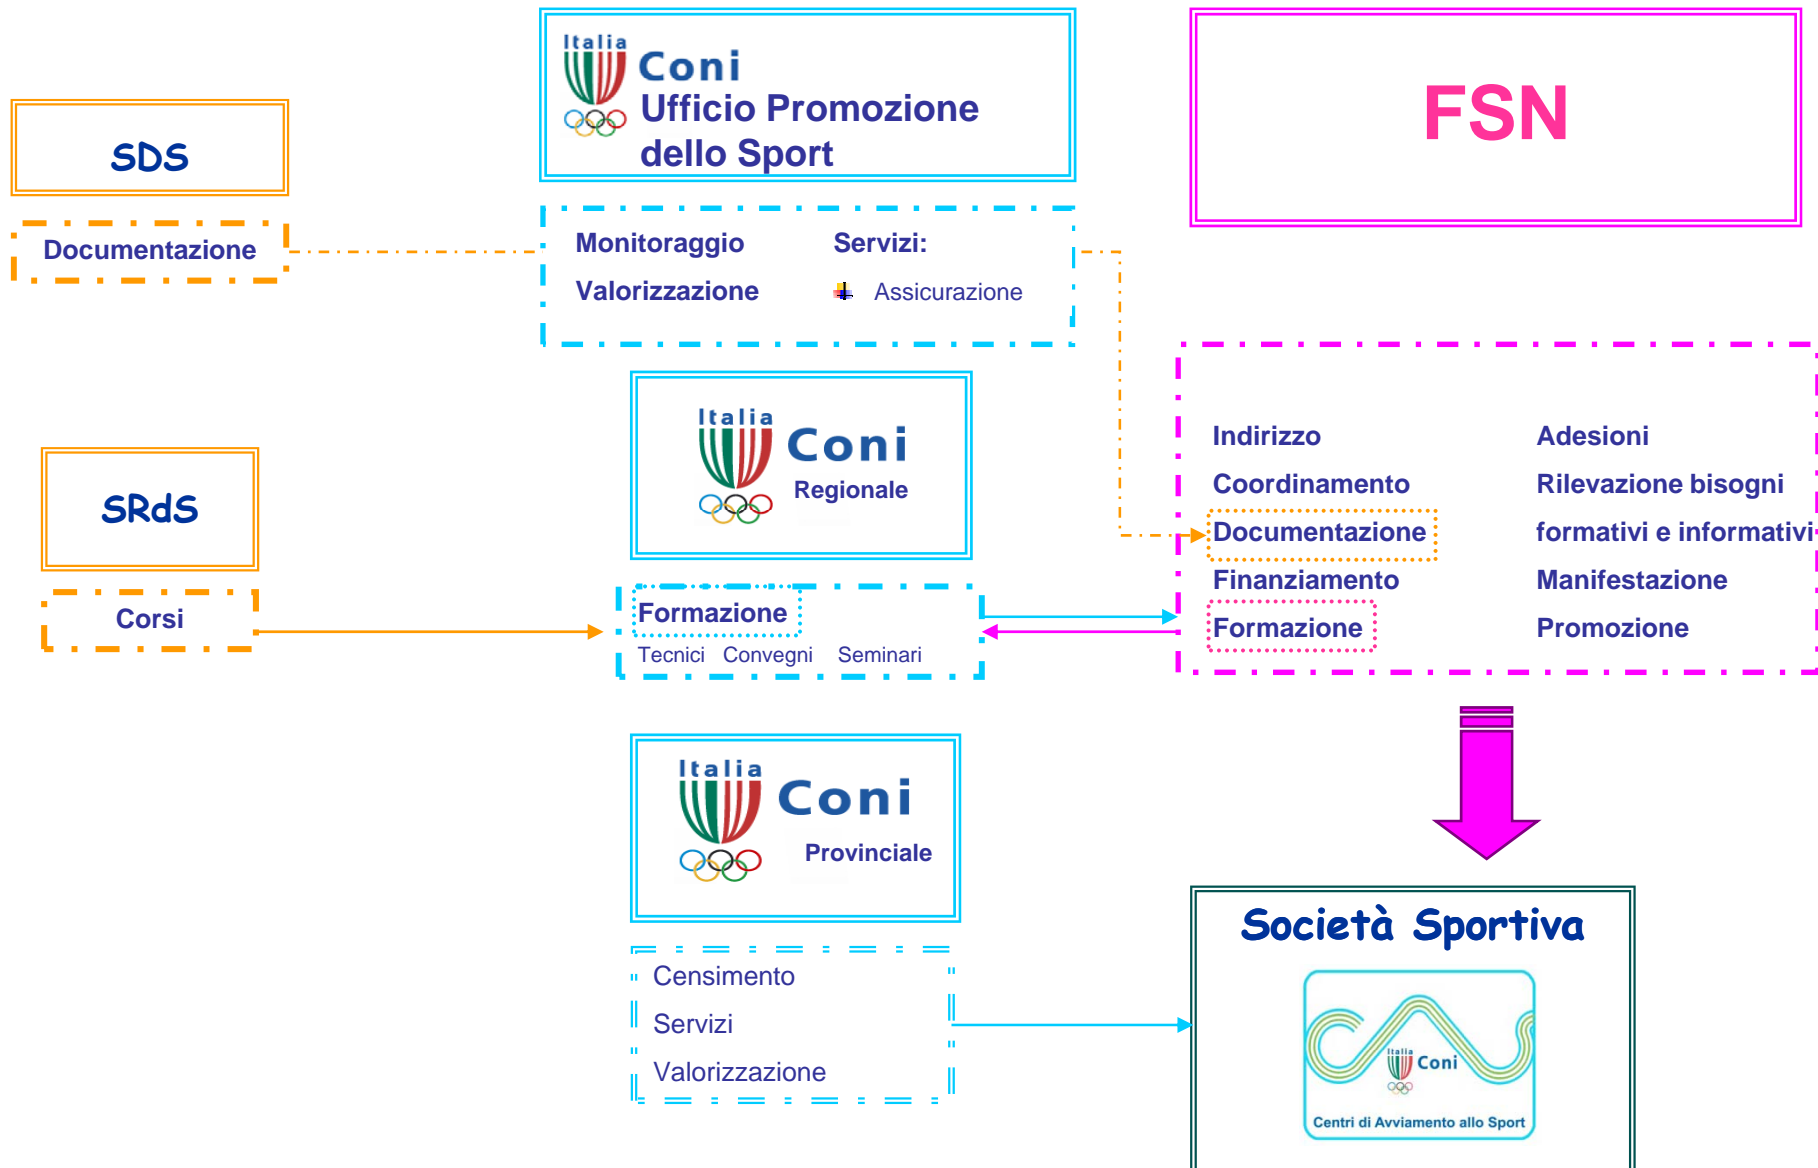 Italia
Coni
Ufficio Promozione
dello Sport
FSN
SDS
Documentazione
Monitoraggio
Valorizzazione
Servizi:
Assicurazione
Italia
Coni
Regionale
SRdS
Corsi
Formazione
Tecnici Convegni Seminari
Indirizzo
Coordinamento
Documentazione
Finanziamento
Formazione
Adesioni
Rilevazione bisogni
formativi e informativi
Manifestazione
Promozione
Italia
Coni
Provinciale
Censimento
Servizi
Valorizzazione
Società Sportiva
Italia
Coni
Centri di Avviamento allo Sport